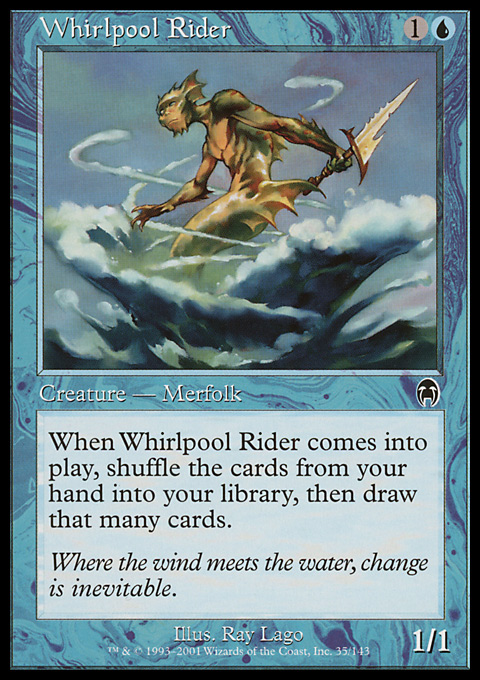 Whirlpool Rider 1
Creature — Merfolk
When Whirlpool Rider comes into
play, shuffle the cards from your
hand into your library, then draw
that many cards.
Where the wind meets the water, change
is inevitable.
Illus. Ray Lago
™ & © 1993–2001 Wizards of the Coast, Inc. 35/143
1/1